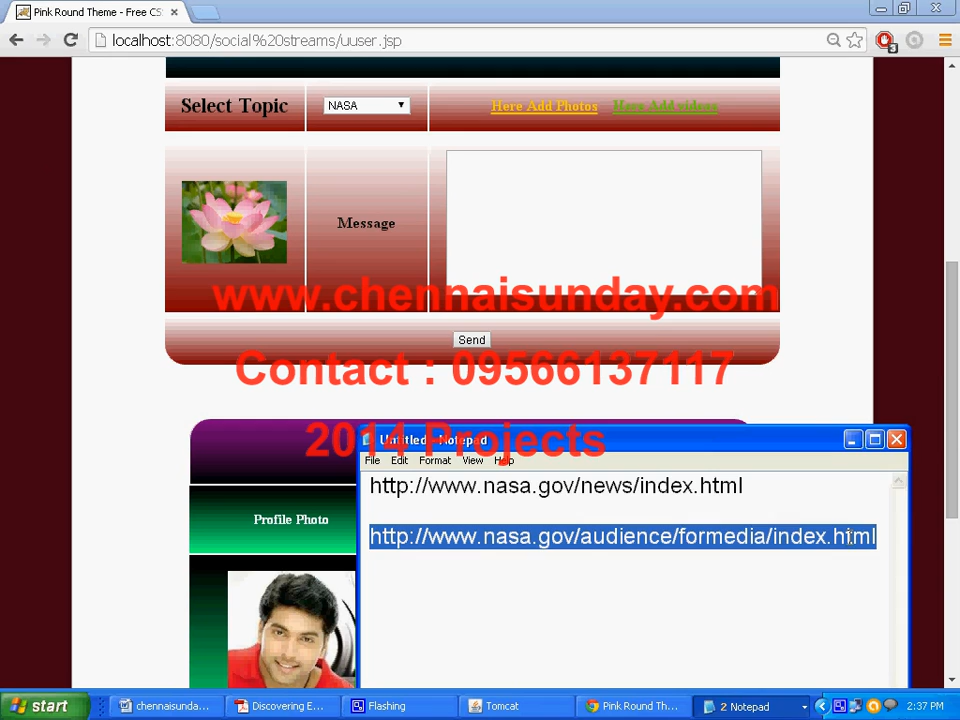 Pink Round Theme - Free CS
localhost:8080/social%20streams/uuser.jsp
3
Select Topic
NASA
Here Add Photos
Here Add videos
Message
www.chennaisunday.com
Send
Contact : 09566137117
2014 Projects
Untitled - Notepad
File Edit Format View Help
http://www.nasa.gov/news/index.html
http://www.nasa.gov/audience/formedia/index.html
Profile Photo
start
chennaisunda...
Discovering E...
Flashing
Tomcat
Pink Round Th...
2 Notepad
2:37 PM